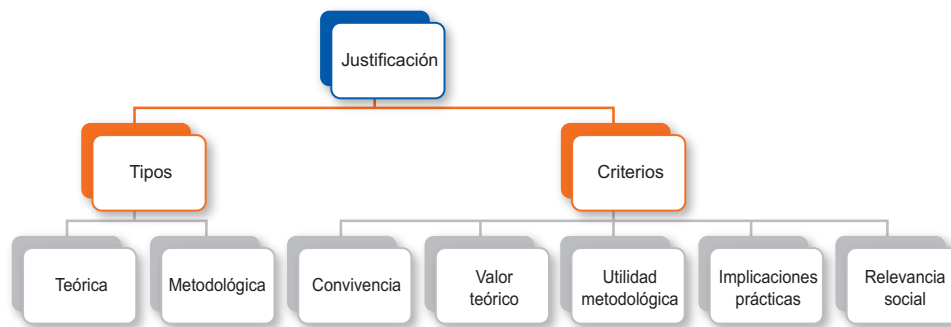 Justificación
Tipos
Criterios
Teórica
Metodológica
Convivencia
Valor
teórico
Utilidad
metodológica
Implicaciones
prácticas
Relevancia
social